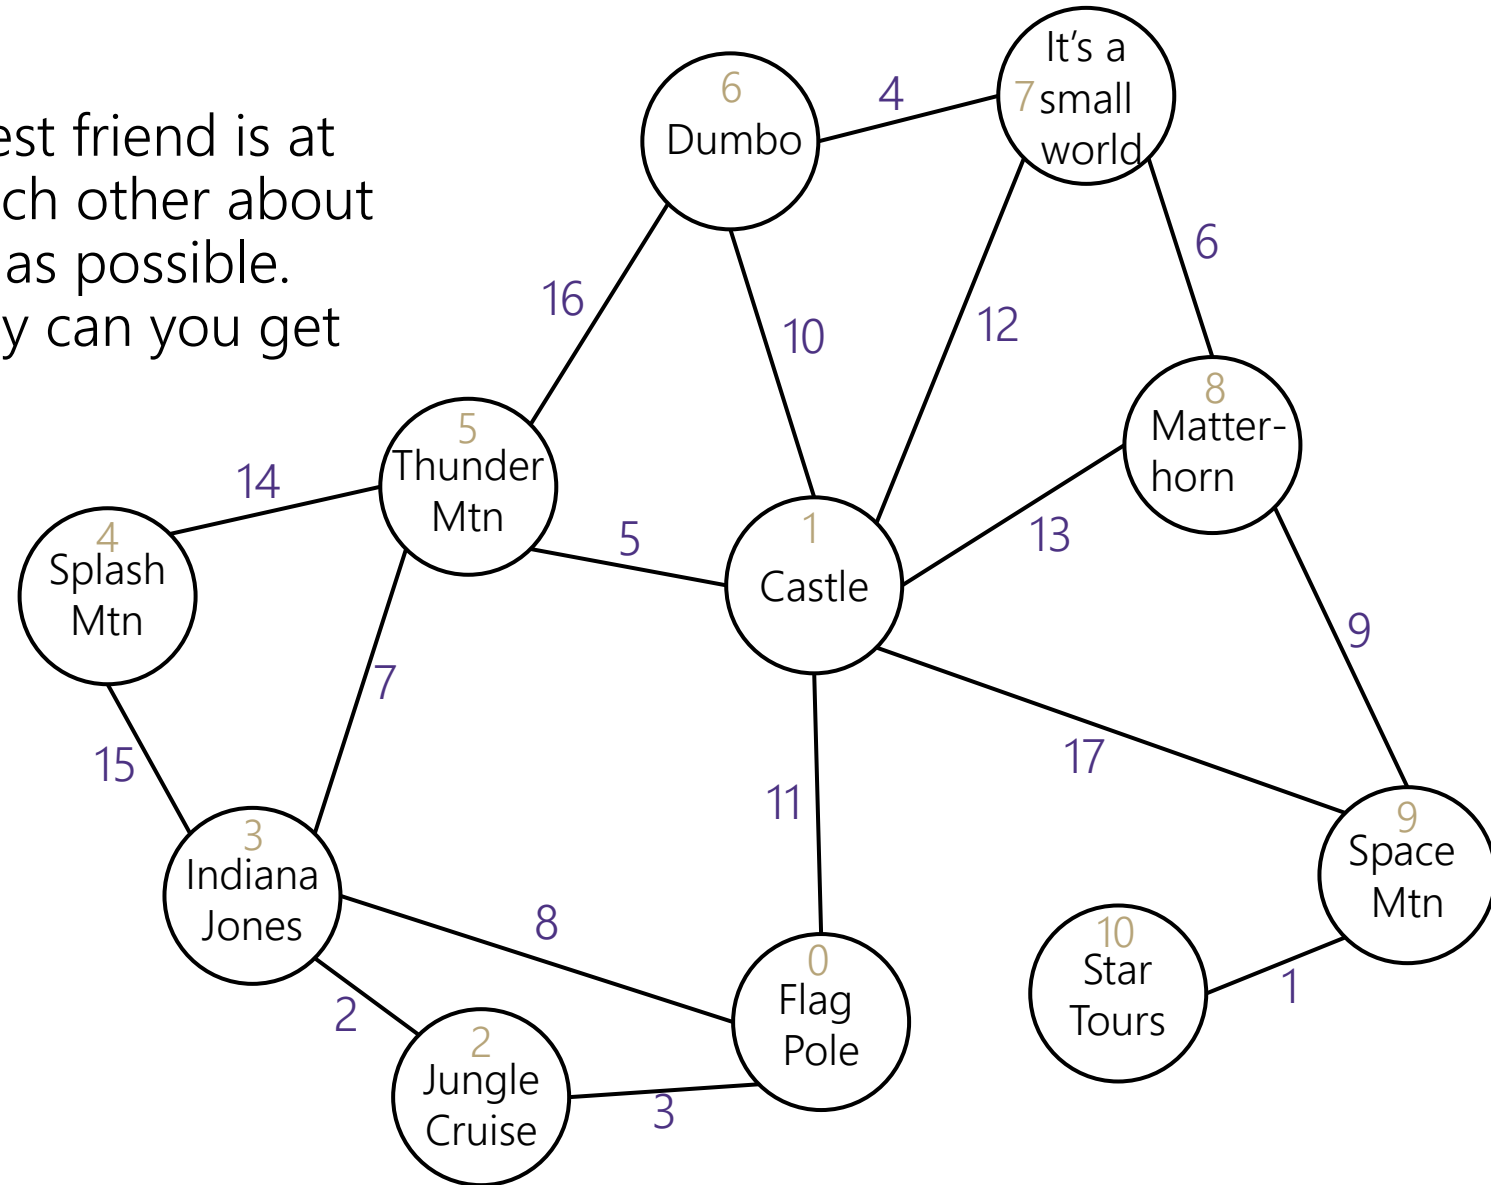 est friend is at
ch other about
as possible.
y can you get
6
Dumbo
4
It's a
7 small
world
16
10
12
6
5
Thunder
Mtn
14
8
Matter-
horn
4
Splash
Mtn
5
1
Castle
13
9
7
15
17
11
3
Indiana
Jones
8
9
Space
Mtn
0
Flag
Pole
10
Star
Tours
1
2
2
Jungle
Cruise
3